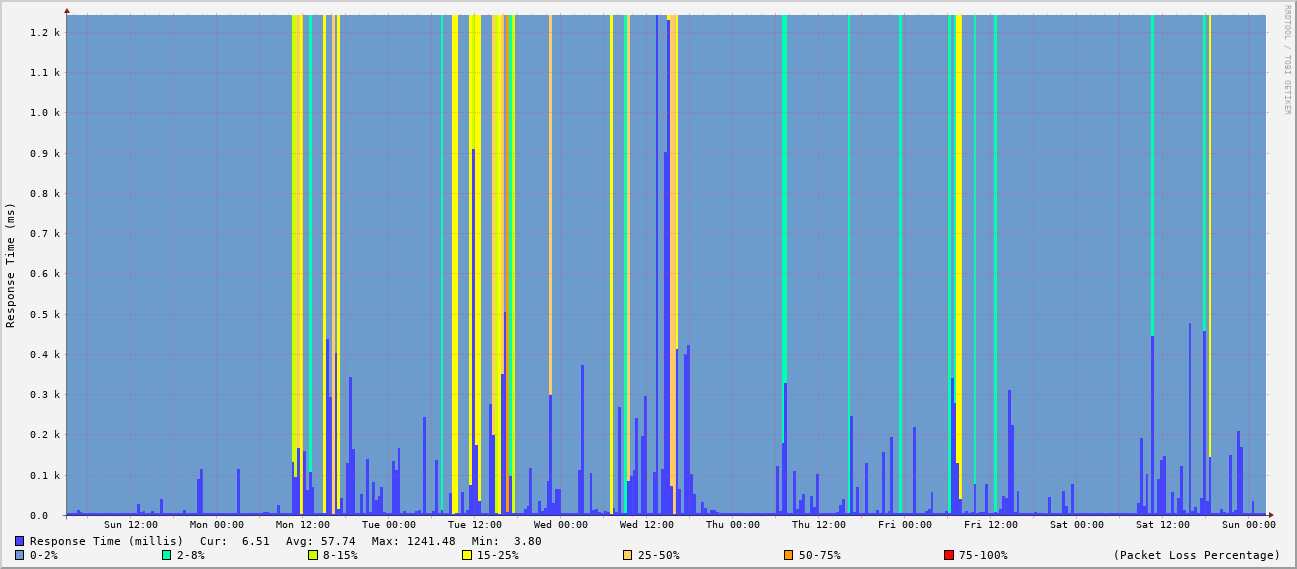 RRDTOOL / TOBI OETIKER
Response Time (ms)
1.2 k
1.1 k
1.0 k
0.9 k
0.8 k
0.7 k
0.6 k
0.5 k
0.4 k
0.3 k
0.2 k
0.1 k
0.0
Sun 12:00 Mon 00:00 Mon 12:00 Tue 00:00 Tue 12:00 Wed 00:00 Wed 12:00 Thu 00:00 Thu 12:00 Fri 00:00 Fri 12:00 Sat 00:00 Sat 12:00 Sun 00:00
Response Time (millis) Cur: 6.51 Avg: 57.74 Max: 1241.48 Min: 3.80
0-2% 2-8% 8-15% 15-25% 25-50% 50-75% 75-100% (Packet Loss Percentage)